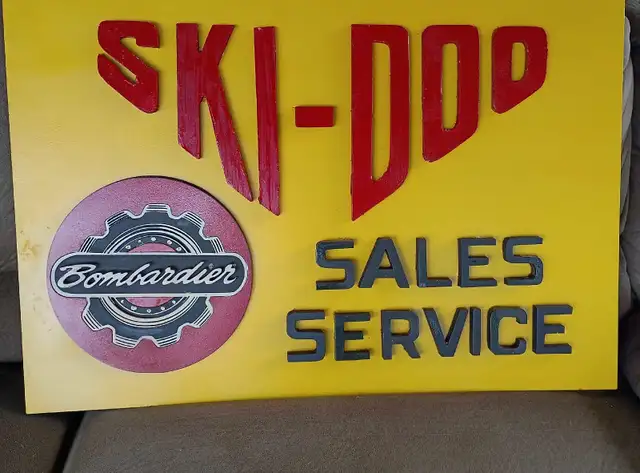 SKI-DOO
Bombardier
SALES
SERVICE